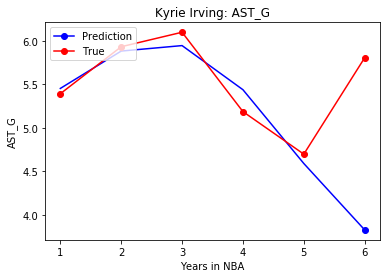 Kyrie Irving: AST_G
Prediction
True
6.0
5.5
5.0
4.5
4.0
AST_G
1 2 3 4 5 6
Years in NBA